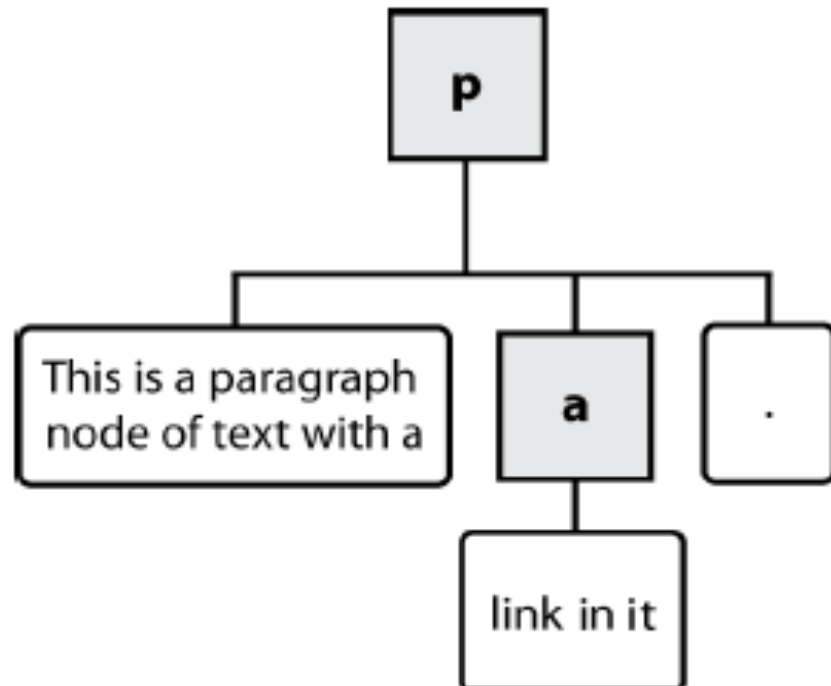 p
This is a paragraph
node of text with a
a
.
link in it